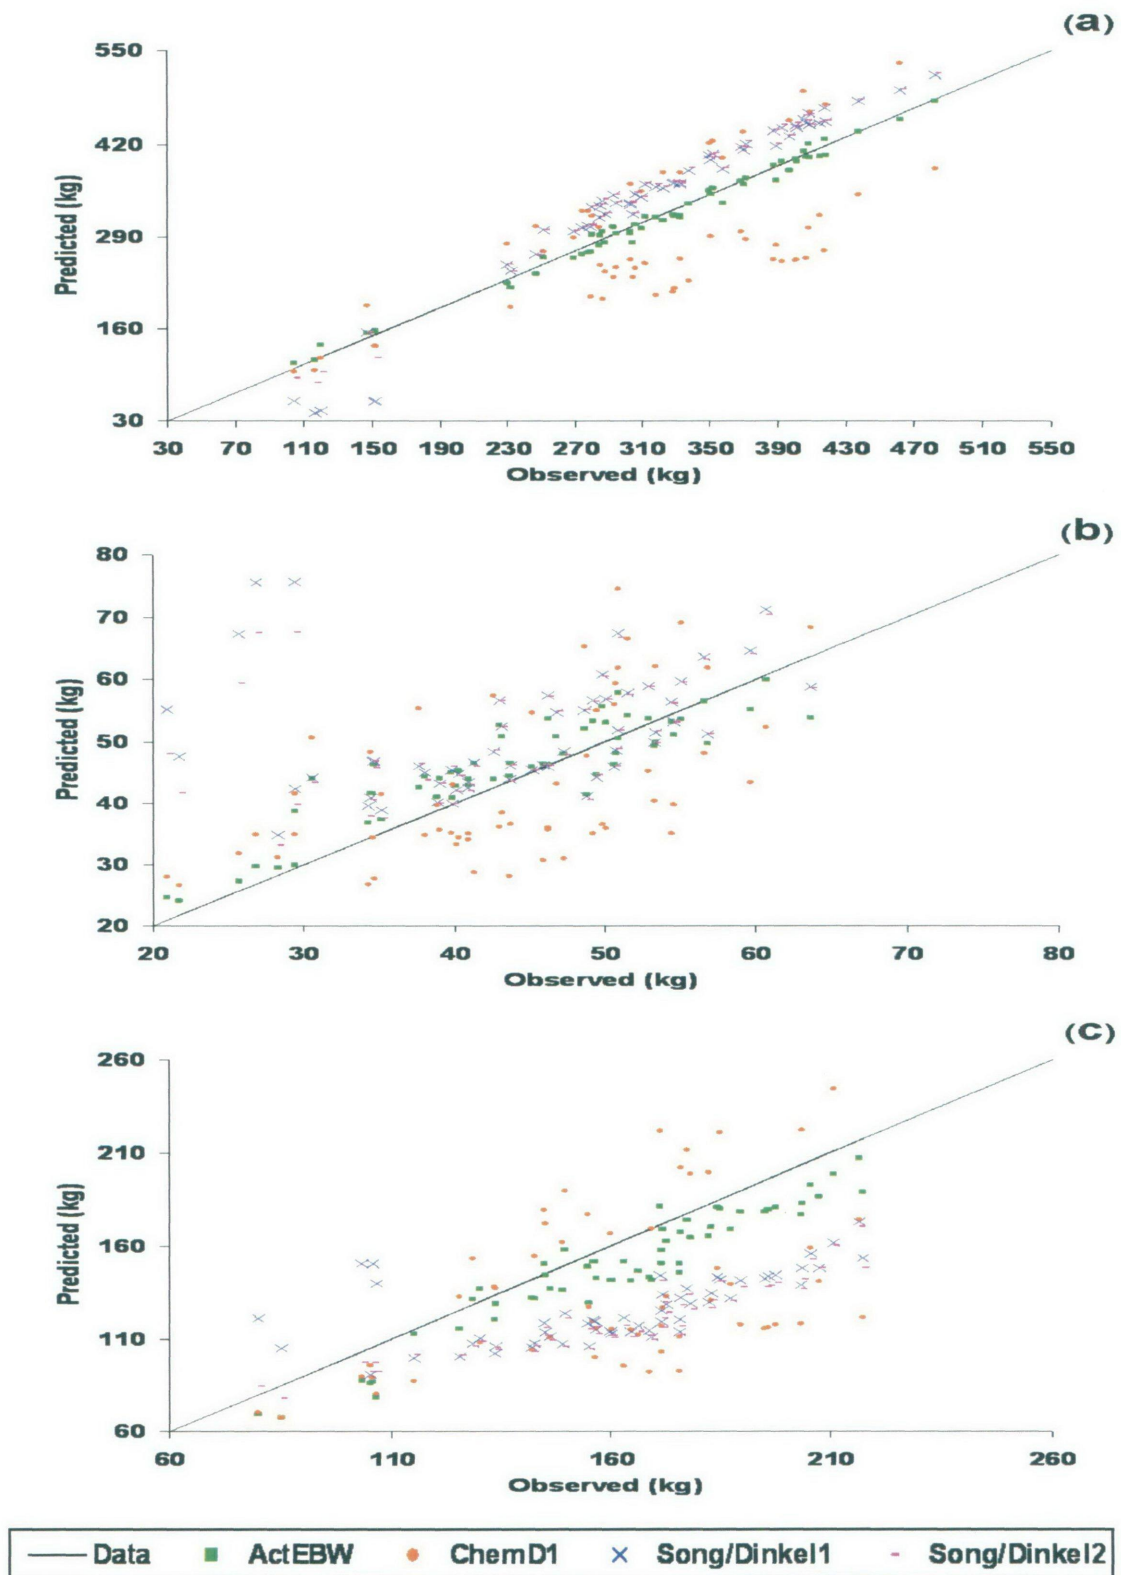 (a)
550
420
290
160
30
Predicted (kg)
30 70 110 150 190 230 270 310 350 390 430 470 510 550
Observed (kg)
(b)
80
70
60
50
40
30
20
Predicted (kg)
20 30 40 50 60 70 80
Observed (kg)
(c)
260
210
160
110
60
Predicted (kg)
60 110 160 210 260
Observed (kg)
Data ActEBW ChemD1 Song/Dinkel1 Song/Dinkel2